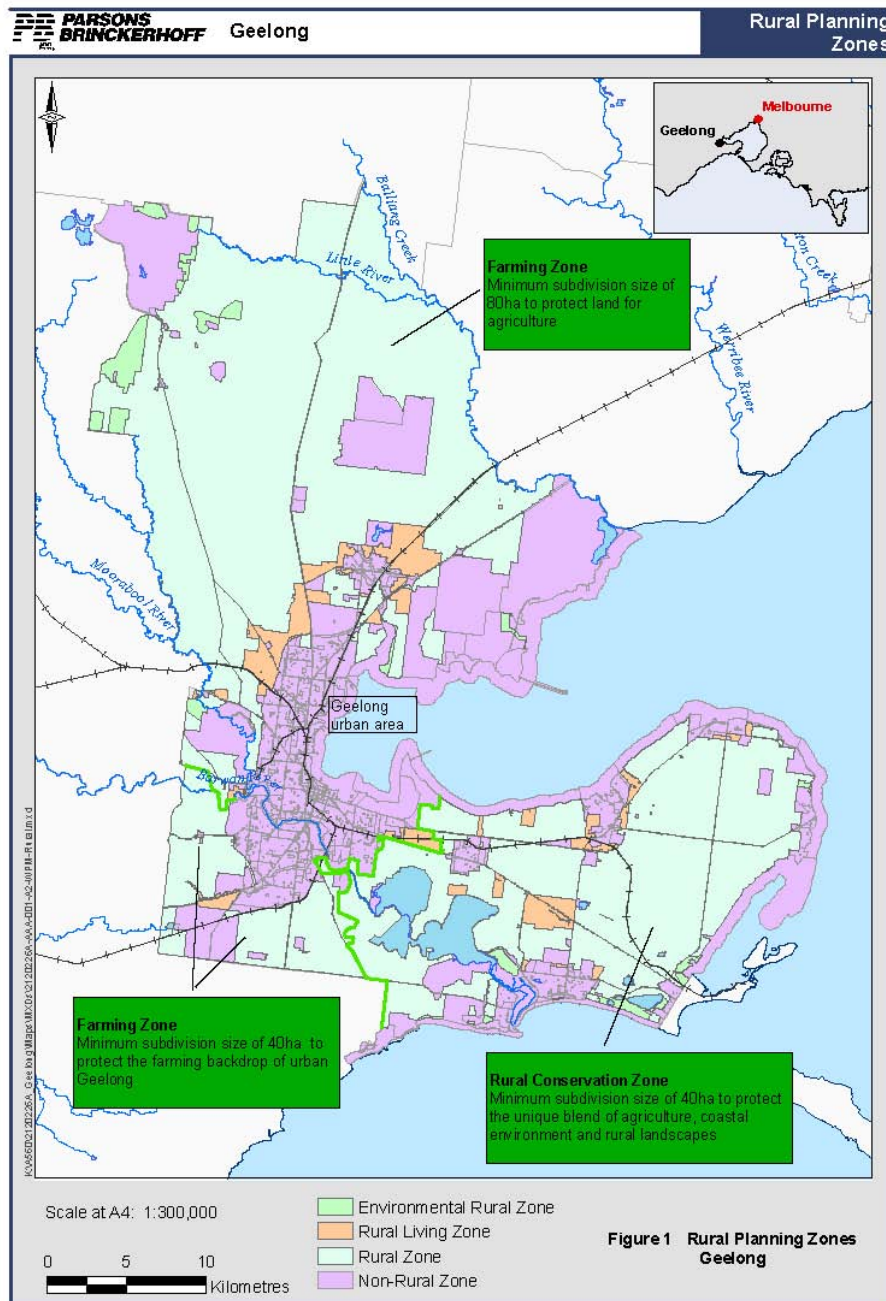 PARSONS
BRINCKERHOFF
Geelong
Rural Planning
Zones
Melbourne
Geelong
Balliang Creek
Little River
Werribee River
Farming Zone
Minimum subdivision size of
80ha to protect land for
agriculture
Moorabool River
Geelong
urban area
Farming Zone
Minimum subdivision size of 40ha to
protect the farming backdrop of urban
Geelong
Rural Conservation Zone
Minimum subdivision size of 40ha to protect
the unique blend of agriculture, coastal
environment and rural landscapes
Scale at A4: 1:300,000
0 5 10
Kilometres
Environmental Rural Zone
Rural Living Zone
Rural Zone
Non-Rural Zone
Figure 1 Rural Planning Zones
Geelong